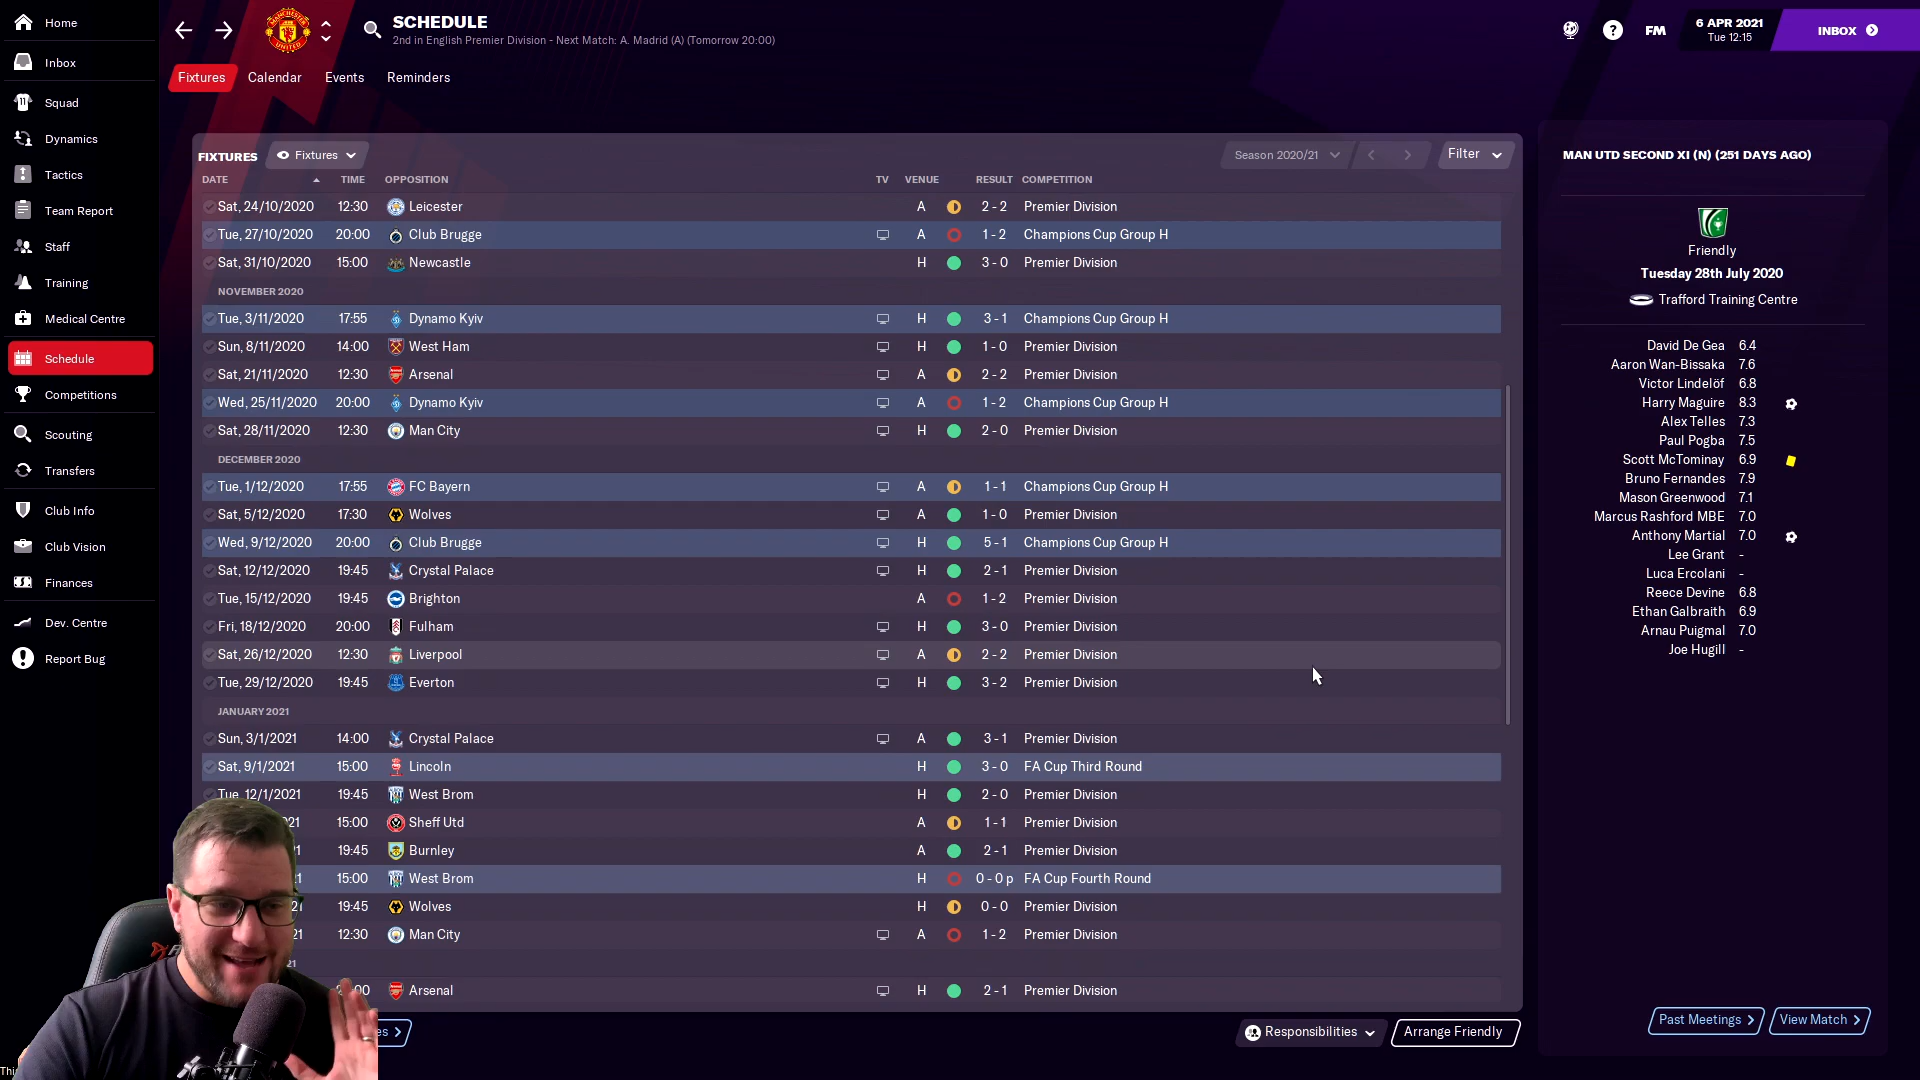 Home
Inbox
Squad
Dynamics
Tactics
Team Report
Staff
Training
Medical Centre
Schedule
Competitions
Scouting
Transfers
Club Info
Club Vision
Finances
Dev. Centre
Report Bug
SCHEDULE
2nd in English Premier Division - Next Match: A. Madrid (A) (Tomorrow 20:00)
FM
6 APR 2021
Tue 12:15
INBOX
Fixtures Calendar Events Reminders
FIXTURES Fixtures Season 2020/21 Filter
DATE TIME OPPOSITION TV VENUE RESULT COMPETITION
Sat, 24/10/2020 12:30 Leicester A 2 - 2 Premier Division
Tue, 27/10/2020 20:00 Club Brugge A 1 - 2 Champions Cup Group H
Sat, 31/10/2020 15:00 Newcastle H 3 - 0 Premier Division
NOVEMBER 2020
Tue, 3/11/2020 17:55 Dynamo Kyiv H 3 - 1 Champions Cup Group H
Sun, 8/11/2020 14:00 West Ham H 1 - 0 Premier Division
Sat, 21/11/2020 12:30 Arsenal A 2 - 2 Premier Division
Wed, 25/11/2020 20:00 Dynamo Kyiv A 1 - 2 Champions Cup Group H
Sat, 28/11/2020 12:30 Man City H 2 - 0 Premier Division
DECEMBER 2020
Tue, 1/12/2020 17:55 FC Bayern A 1 - 1 Champions Cup Group H
Sat, 5/12/2020 17:30 Wolves A 1 - 0 Premier Division
Wed, 9/12/2020 20:00 Club Brugge H 5 - 1 Champions Cup Group H
Sat, 12/12/2020 19:45 Crystal Palace H 2 - 1 Premier Division
Tue, 15/12/2020 19:45 Brighton A 1 - 2 Premier Division
Fri, 18/12/2020 20:00 Fulham H 3 - 0 Premier Division
Sat, 26/12/2020 12:30 Liverpool A 2 - 2 Premier Division
Tue, 29/12/2020 19:45 Everton H 3 - 2 Premier Division
JANUARY 2021
Sun, 3/1/2021 14:00 Crystal Palace A 3 - 1 Premier Division
Sat, 9/1/2021 15:00 Lincoln H 3 - 0 FA Cup Third Round
Tue, 12/1/2021 19:45 West Brom H 2 - 0 Premier Division
21 15:00 Sheff Utd A 1 - 1 Premier Division
21 19:45 Burnley A 2 - 1 Premier Division
21 15:00 West Brom H 0 - 0 p FA Cup Fourth Round
21 19:45 Wolves H 0 - 0 Premier Division
21 12:30 Man City A 1 - 2 Premier Division
21
Arsenal H 2 - 1 Premier Division
Responsibilities Arrange Friendly
MAN UTD SECOND XI (N) (251 DAYS AGO)
Friendly
Tuesday 28th July 2020
Trafford Training Centre
David De Gea 6.4
Aaron Wan-Bissaka 7.6
Victor Lindelöf 6.8
Harry Maguire 8.3
Alex Telles 7.3
Paul Pogba 7.5
Scott McTominay 6.9
Bruno Fernandes 7.9
Mason Greenwood 7.1
Marcus Rashford MBE 7.0
Anthony Martial 7.0
Lee Grant -
Luca Ercolani -
Reece Devine 6.8
Ethan Galbraith 6.9
Arnau Puigmal 7.0
Joe Hugill -
Past Meetings View Match